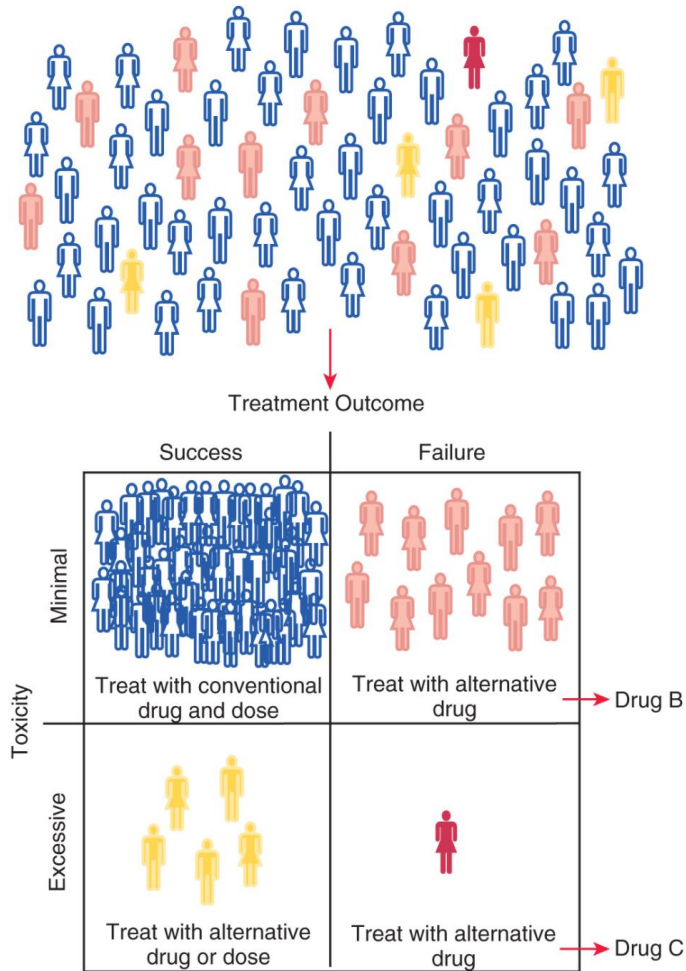 Treatment Outcome
Success
Failure
Toxicity
Minimal
Treat with conventional
drug and dose
Treat with alternative
drug
Drug B
Excessive
Treat with alternative
drug or dose
Treat with alternative
drug
Drug C